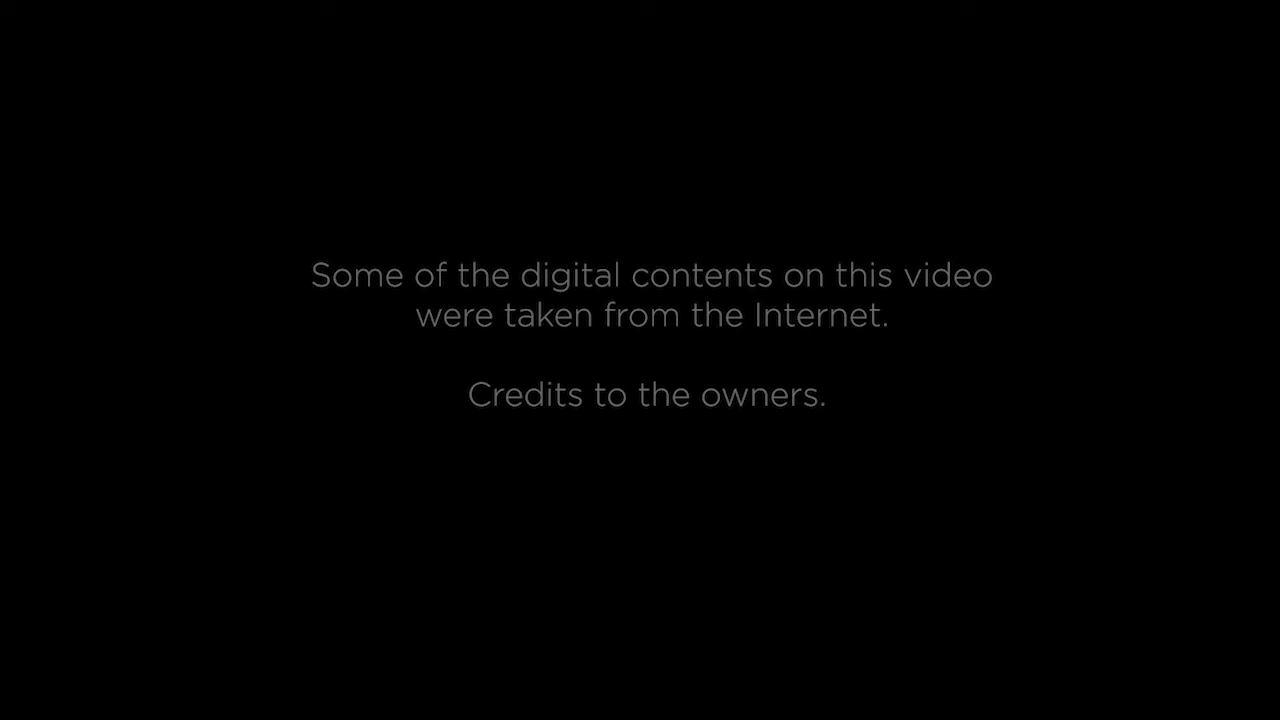 Some of the digital contents on this video
were taken from the Internet.
Credits to the owners.